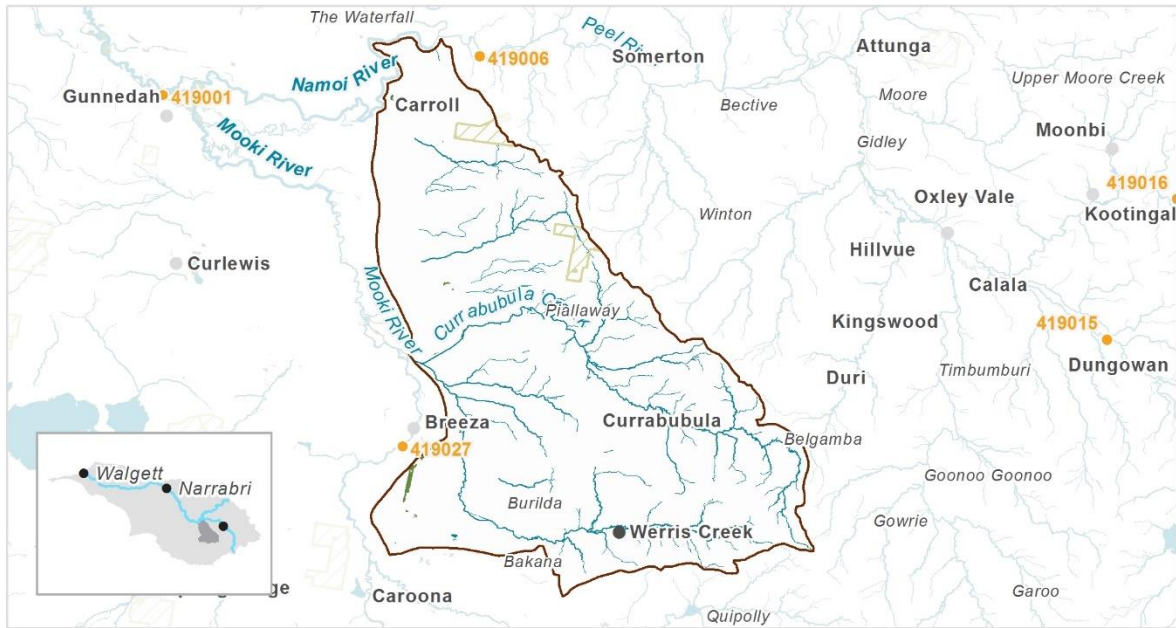 The Waterfall
Peel Ri
Attunga
419006
Somerton
Namoi River
Upper Moore Creek
Gunnedah
419001
Carroll
Moore
Bective
Mooki River
Gidley
Moonbi
419016
Oxley Vale
Kootingal
Winton
Hillvue
Curlewis
Mooki River
Calala
Currabubula Creek
Piallaway
Kingswood
419015
Dungowan
Timbumburi
Duri
Breeza
Currabubula
419027
Belgamba
Walgett
Narrabri
Goonoo Goonoo
Burilda
Gowrie
Werris Creek
Bakana
Caroona
Garoo
Quipolly